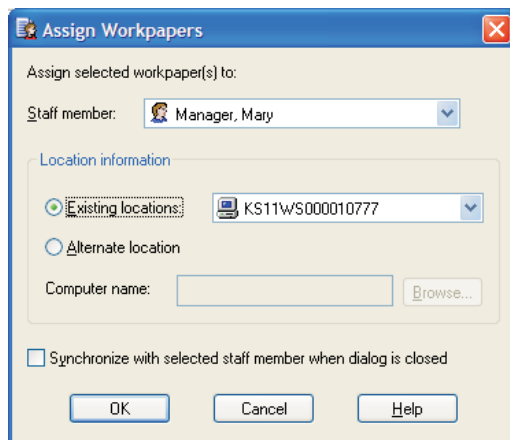 Assign Workpapers
Assign selected workpaper(s) to:
Staff member: Manager, Mary
Location information
Existing locations: KS11WS000010777
Alternate location
Computer name: Browse...
Synchronize with selected staff member when dialog is closed
OK Cancel Help